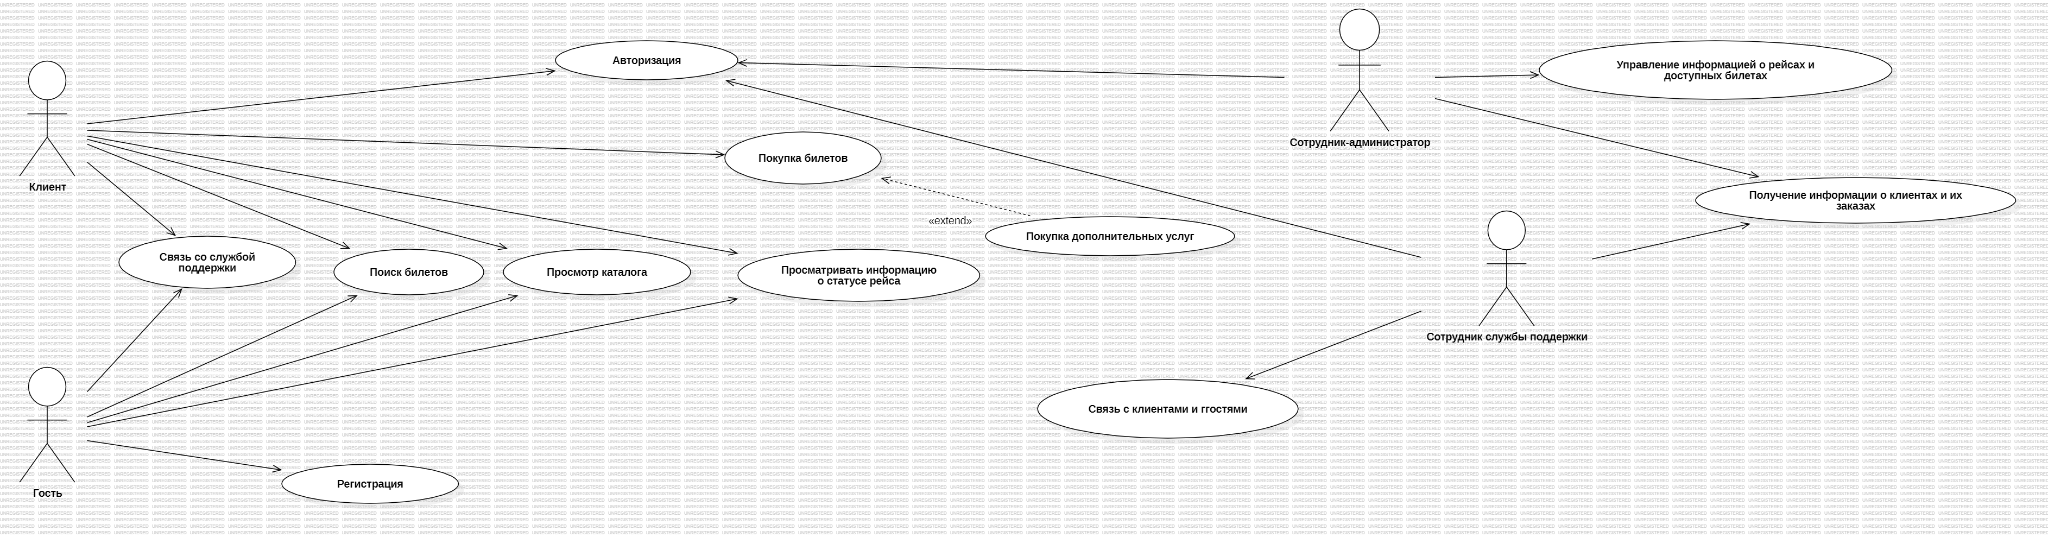 Авторизация
Управление информацией о рейсах и
доступных билетах
Сотрудник-администратор
Покупка билетов
Клиент
Получение информации о клиентах и их
заказах
«extend»
Покупка дополнительных услуг
Связь со службой
поддержки
Поиск билетов
Просмотр каталога
Просматривать информацию
о статусе рейса
Сотрудник службы поддержки
Связь с клиентами и ггостями
Регистрация
Гость
UNREGISTERED